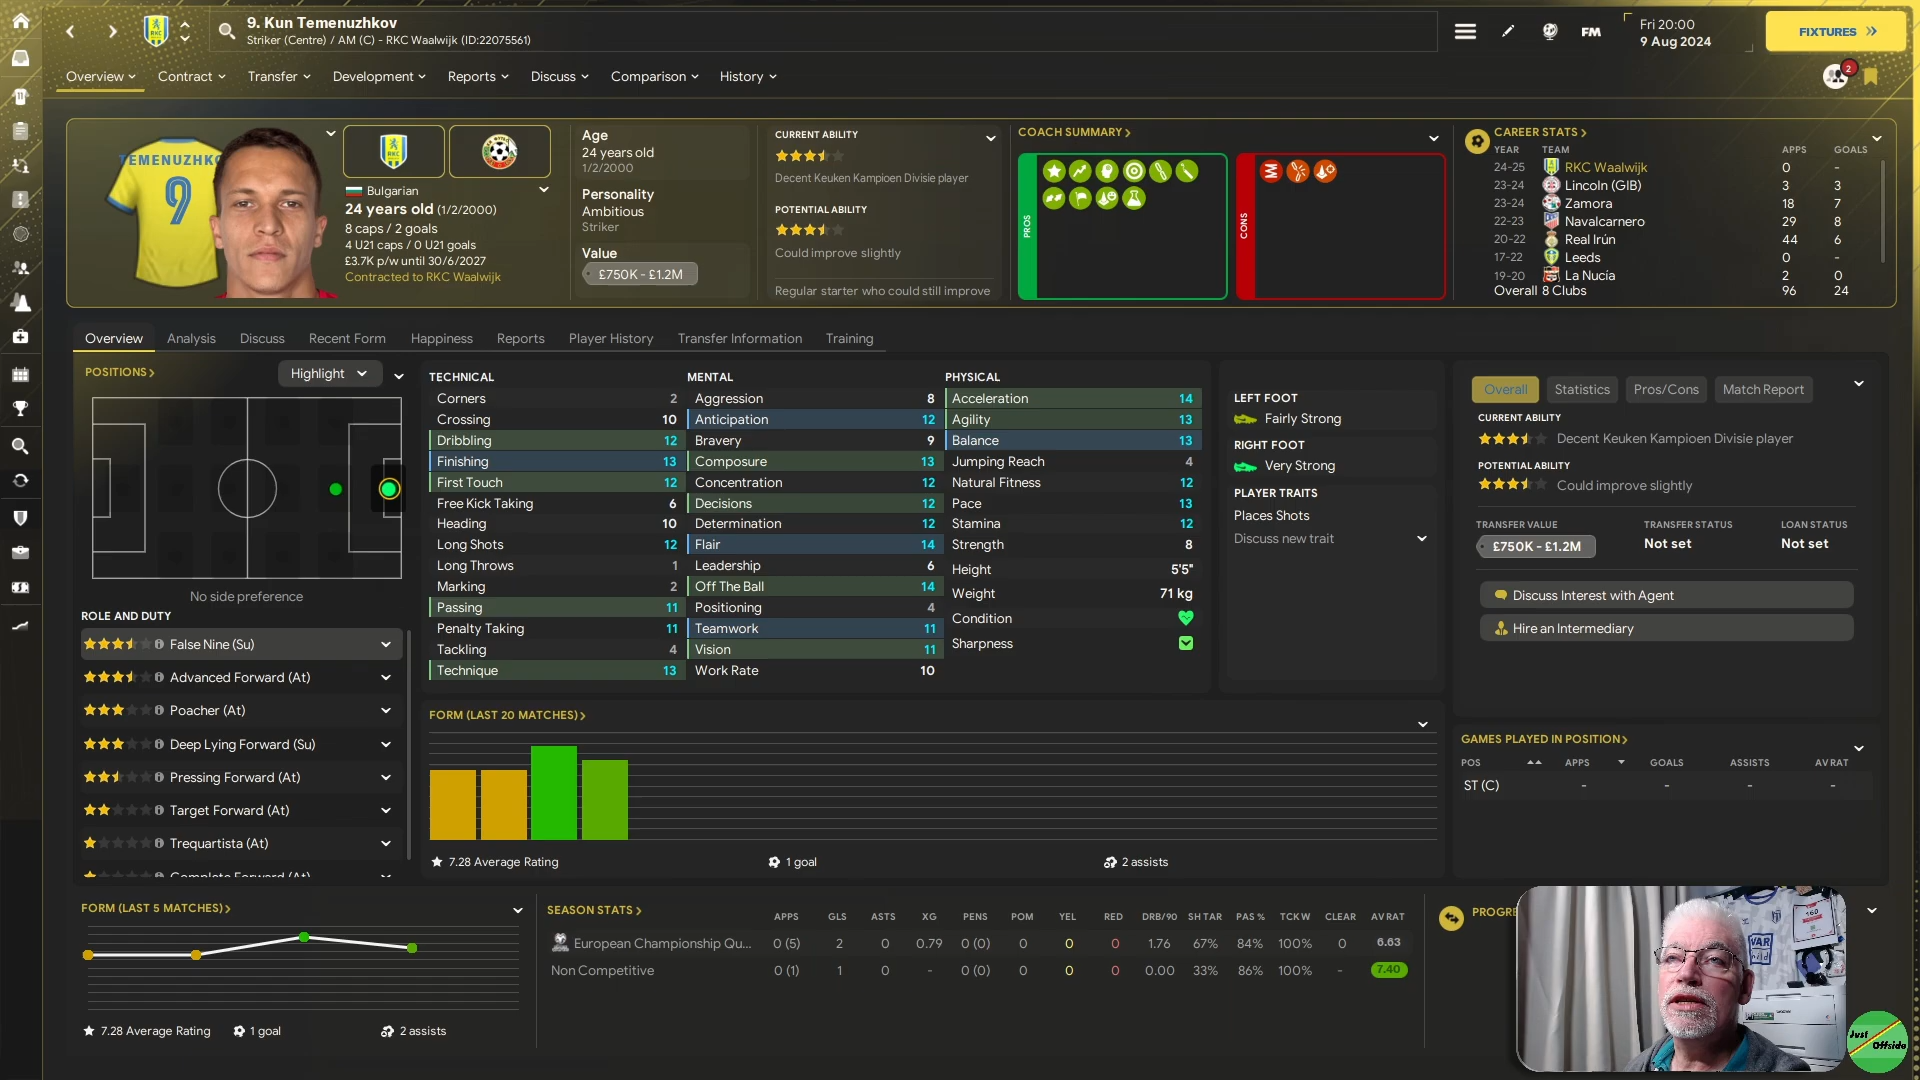 9. Kun Temenuzhkov
Striker (Centre) / AM (C) - RKC Waalwijk (ID:22075561)
FM
Fri 20:00
9 Aug 2024
FIXTURES
Overview
Contract
Transfer
Development
Reports
Discuss
Comparison
History
2
TEMENUZHKO
9
Bulgarian
24 years old (1/2/2000)
8 caps / 2 goals
4 U21 caps / 0 U21 goals
£3.7K p/w until 30/6/2027
Contracted to RKC Waalwijk
Age
24 years old
1/2/2000
Personality
Ambitious
Striker
Value
£750K - £1.2M
CURRENT ABILITY
Decent Keuken Kampioen Divisie player
POTENTIAL ABILITY
Could improve slightly
Regular starter who could still improve
COACH SUMMARY
PROS
CONS
CAREER STATS
YEAR TEAM APPS GOALS
24-25 RKC Waalwijk 0 -
23-24 Lincoln (GIB) 3 3
23-24 Zamora 18 7
22-23 Navalcarnero 29 8
20-22 Real Irún 44 6
17-22 Leeds 0 -
19-20 La Nucía 2 0
Overall 8 Clubs 96 24
Overview Analysis Discuss Recent Form Happiness Reports Player History Transfer Information Training
POSITIONS
Highlight
No side preference
ROLE AND DUTY
False Nine (Su)
Advanced Forward (At)
Poacher (At)
Deep Lying Forward (Su)
Pressing Forward (At)
Target Forward (At)
Trequartista (At)
Complete Forward (At)
TECHNICAL
Corners 2
Crossing 10
Dribbling 12
Finishing 13
First Touch 12
Free Kick Taking 6
Heading 10
Long Shots 12
Long Throws 1
Marking 2
Passing 11
Penalty Taking 11
Tackling 4
Technique 13
MENTAL
Aggression 8
Anticipation 12
Bravery 9
Composure 13
Concentration 12
Decisions 12
Determination 12
Flair 14
Leadership 6
Off The Ball 14
Positioning 4
Teamwork 11
Vision 11
Work Rate 10
PHYSICAL
Acceleration 14
Agility 13
Balance 13
Jumping Reach 4
Natural Fitness 12
Pace 13
Stamina 12
Strength 8
Height 5'5"
Weight 71 kg
Condition
Sharpness
LEFT FOOT
Fairly Strong
RIGHT FOOT
Very Strong
PLAYER TRAITS
Places Shots
Discuss new trait
Overall Statistics Pros/Cons Match Report
CURRENT ABILITY
Decent Keuken Kampioen Divisie player
POTENTIAL ABILITY
Could improve slightly
TRANSFER VALUE TRANSFER STATUS LOAN STATUS
£750K - £1.2M Not set Not set
Discuss Interest with Agent
Hire an Intermediary
FORM (LAST 20 MATCHES)
7.28 Average Rating 1 goal 2 assists
GAMES PLAYED IN POSITION
POS APPS GOALS ASSISTS AV RAT
ST (C) - - - -
FORM (LAST 5 MATCHES)
7.28 Average Rating 1 goal 2 assists
SEASON STATS APPS GLS ASTS XG PENS POM YEL RED DRB/90 SH TAR PAS % TCK W CLEAR AV RAT
European Championship Qu... 0 (5) 2 0 0.79 0 (0) 0 0 0 1.76 67% 84% 100% 0 6.63
Non Competitive 0 (1) 1 0 - 0 (0) 0 0 0 0.00 33% 86% 100% - 7.40
PROGRE
VAR
160
Just Offside